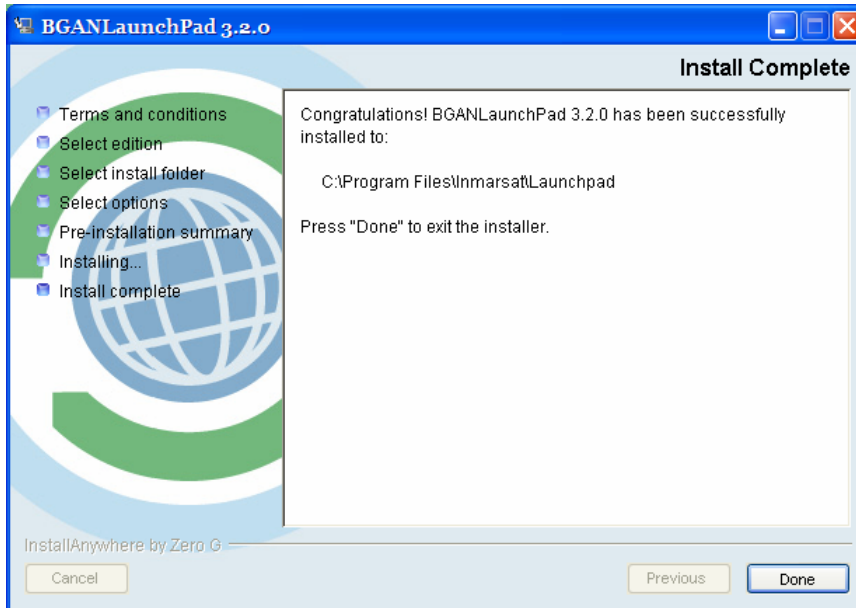 BGANLaunchPad 3.2.0
Install Complete
Terms and conditions
Select edition
Select install folder
Select options
Pre-installation summary
Installing...
Install complete
Congratulations! BGANLaunchPad 3.2.0 has been successfully
installed to:
C:\Program Files\Inmarsat\Launchpad
Press "Done" to exit the installer.
InstallAnywhere by Zero G
Cancel
Previous
Done